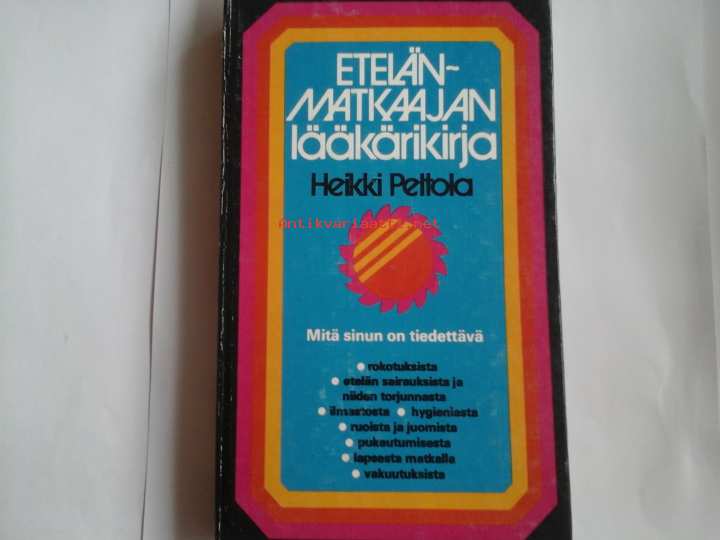 ETELÄN-
MATKAAJAN
lääkärikirja
Heikki Peltola
Antikvariaatti.net
Mitä sinun on tiedettävä
● rokotuksista
● etelän sairauksista ja
niiden torjunnasta
● ilmastosta ● hygieniasta
● ruoista ja juomista
● pukeutumisesta
● lapsesta matkalla
● vakuutuksista